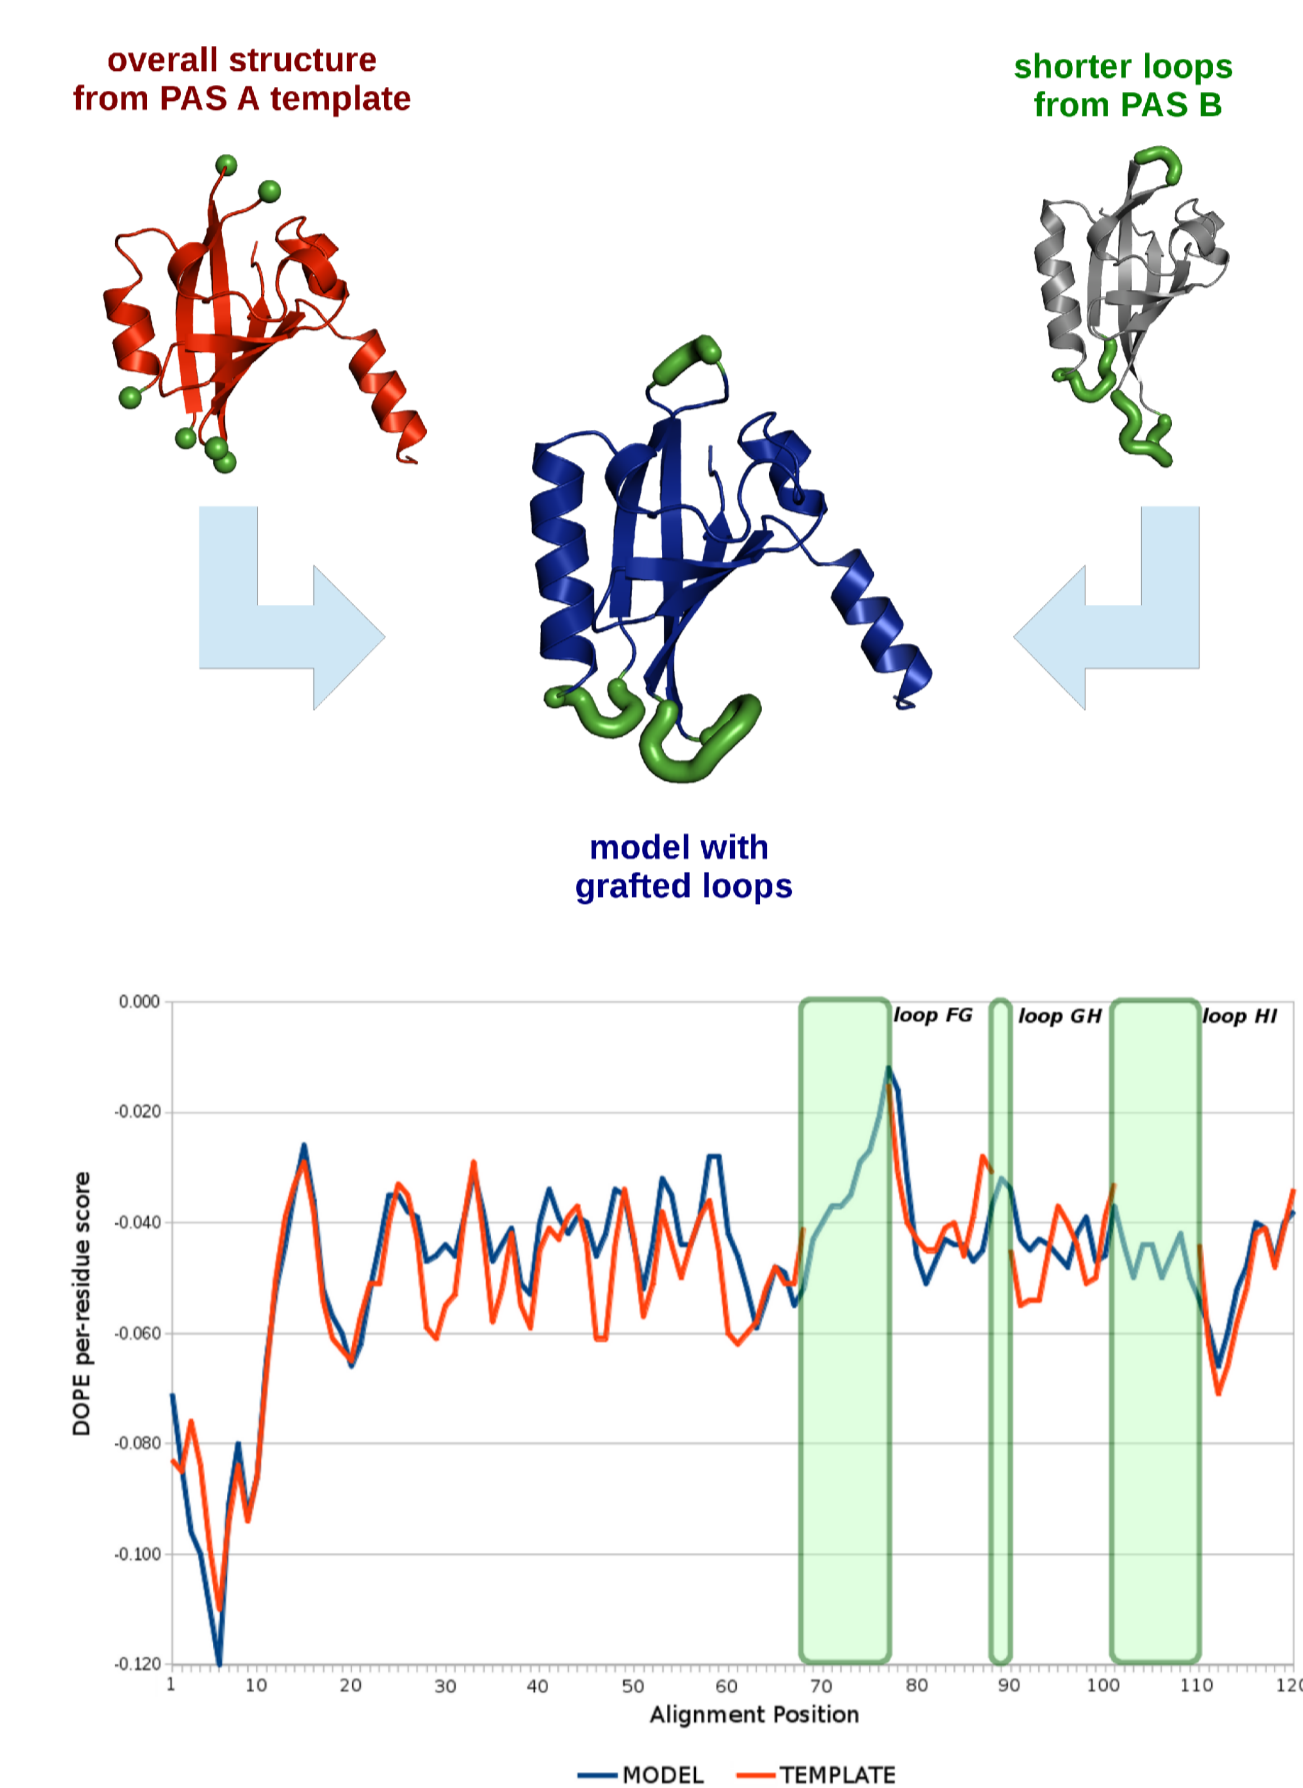 overall structure
from PAS A template
shorter loops
from PAS B
model with
grafted loops
0.000
-0.020
-0.040
-0.060
-0.080
-0.100
-0.120
DOPE per-residue score
loop FG
loop GH
loop HI
1 10 20 30 40 50 60 70 80 90 100 110 120
Alignment Position
MODEL TEMPLATE